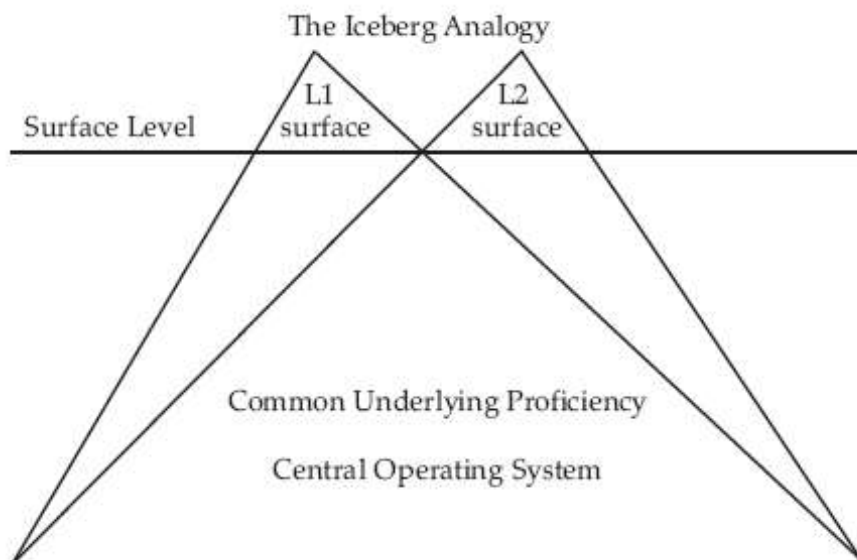 The Iceberg Analogy
L1
surface
L2
surface
Surface Level
Common Underlying Proficiency
Central Operating System